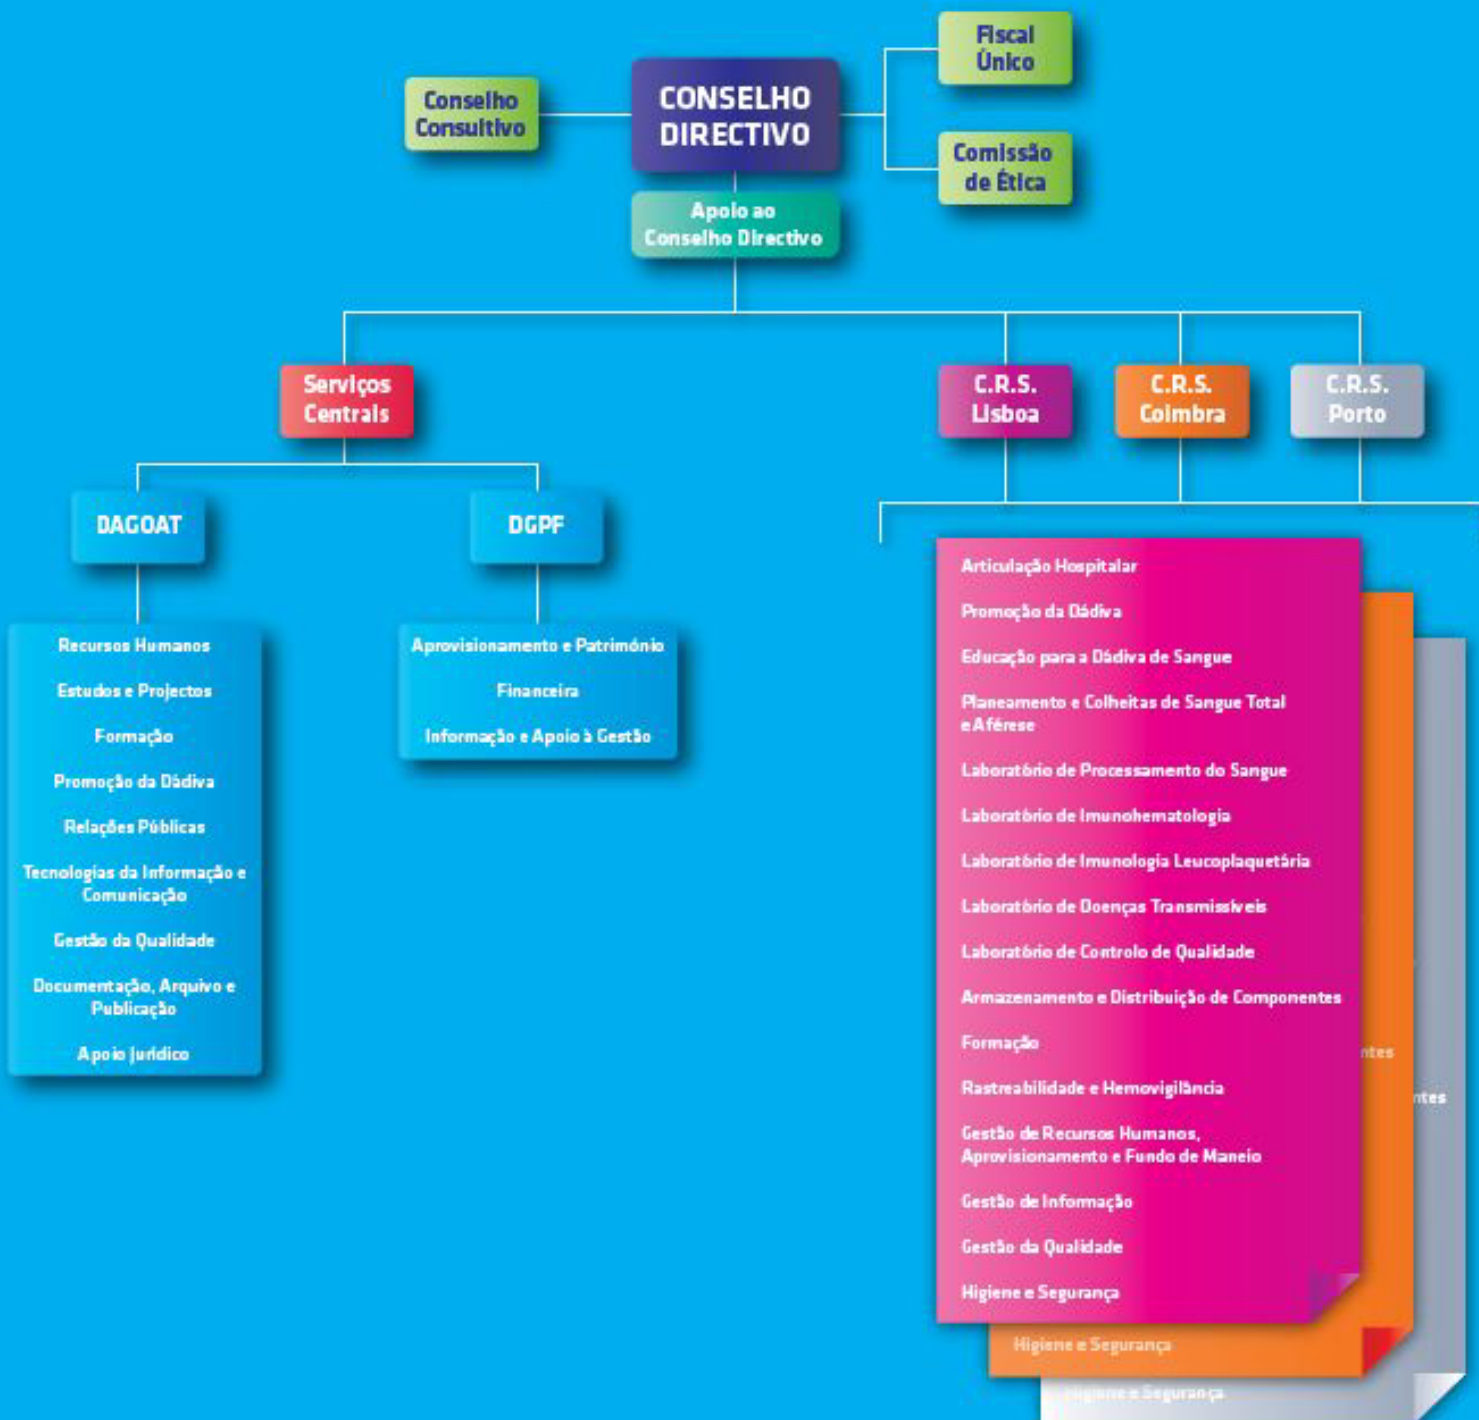 Fiscal
Único
Conselho
Consultivo
CONSELHO
DIRECTIVO
Comissão
de Ética
Apoio ao
Conselho Directivo
Serviços
Centrais
C.R.S.
Lisboa
C.R.S.
Coimbra
C.R.S.
Porto
DAGOAT
DGPF
Recursos Humanos
Estudos e Projectos
Formação
Promoção da Dádiva
Relações Públicas
Tecnologias da Informação e
Comunicação
Gestão da Qualidade
Documentação, Arquivo e
Publicação
Apoio Jurídico
Aprovisionamento e Património
Financeira
Informação e Apoio à Gestão
Articulação Hospitalar
Promoção da Dádiva
Educação para a Dádiva de Sangue
Planeamento e Colheitas de Sangue Total
e Aférese
Laboratório de Processamento do Sangue
Laboratório de Imunohematologia
Laboratório de Imunologia Leucoplaquetária
Laboratório de Doenças Transmissíveis
Laboratório de Controlo de Qualidade
Armazenamento e Distribuição de Componentes
Formação
Rastreabilidade e Hemovigilância
Gestão de Recursos Humanos,
Aprovisionamento e Fundo de Maneio
Gestão de Informação
Gestão da Qualidade
Higiene e Segurança
ntes
Higiene e Segurança
ntes
Higiene e Segurança